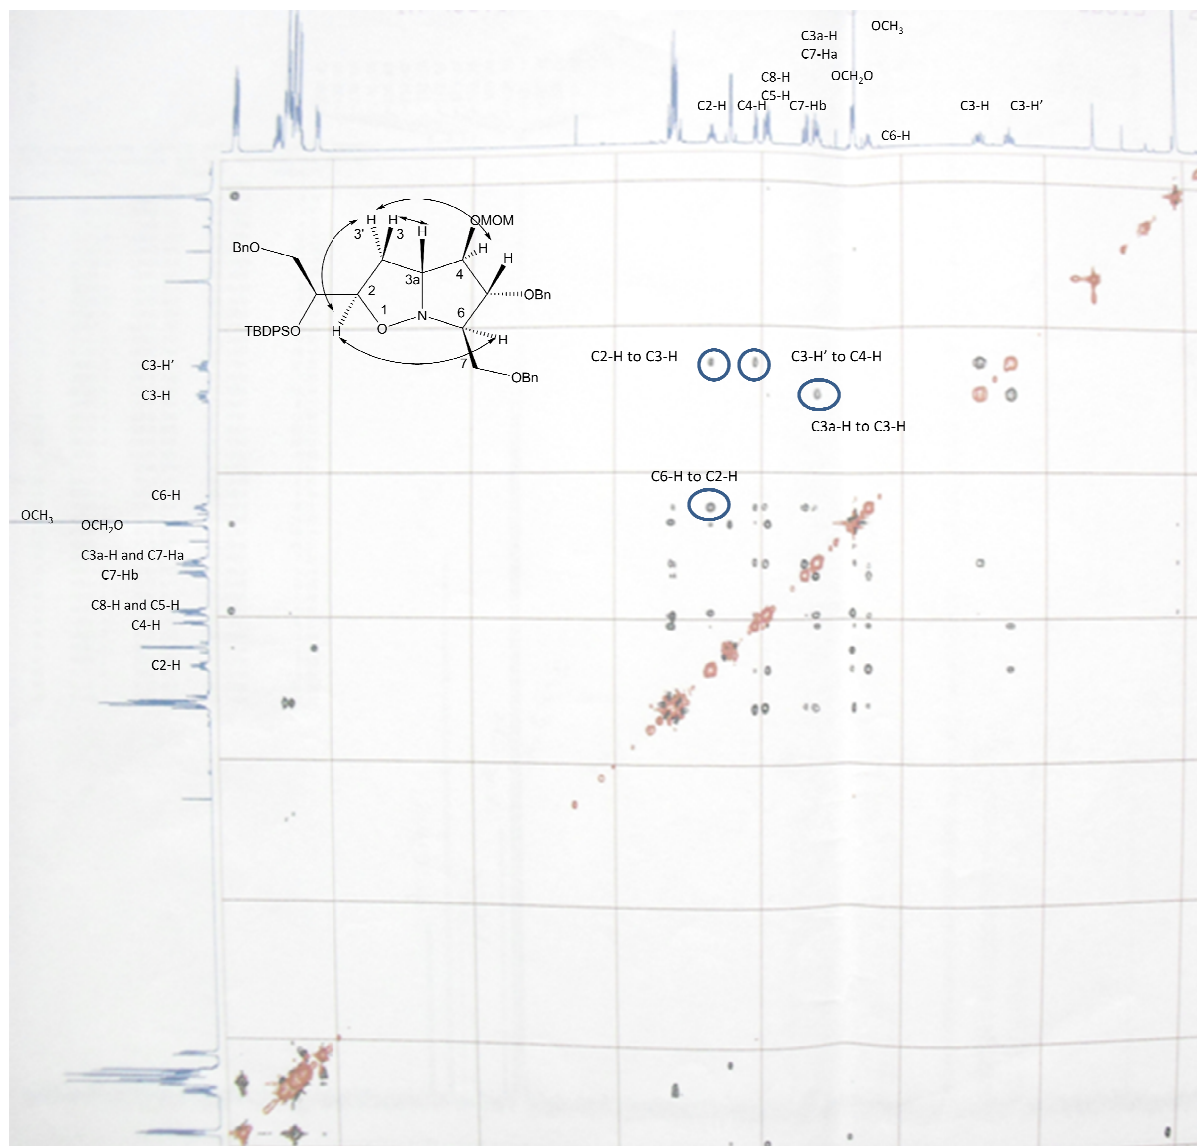 OCH3
C3a-H
C7-Ha
C8-H
OCH2O
C5-H
C2-H
C4-H
C7-Hb
C3-H
C3-H'
C6-H
H
H
OMOM
3'
3
H
H
BnO
H
3a
4
2
OBn
1
N
6
TBDPSO
H
O
H
7
OBn
C2-H to C3-H
C3-H' to C4-H
C3a-H to C3-H
C6-H to C2-H
C3-H'
C3-H
C6-H
OCH3
OCH2O
C3a-H and C7-Ha
C7-Hb
C8-H and C5-H
C4-H
C2-H